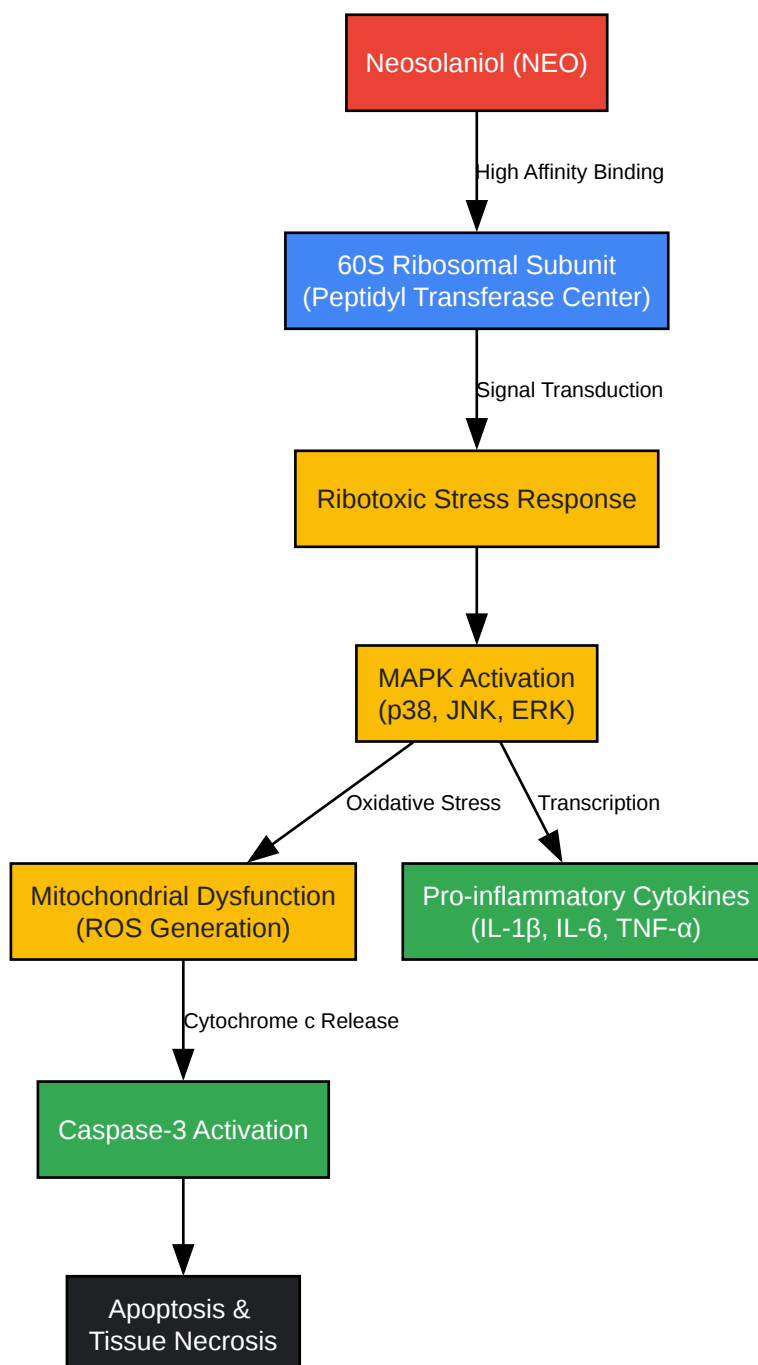 Neosolaniol (NEO)
High Affinity Binding
60S Ribosomal Subunit
(Peptidyl Transferase Center)
Signal Transduction
Ribotoxic Stress Response
MAPK Activation
(p38, JNK, ERK)
Oxidative Stress
Transcription
Mitochondrial Dysfunction
(ROS Generation)
Pro-inflammatory Cytokines
(IL-1β, IL-6, TNF-α)
Cytochrome c Release
Caspase-3 Activation
Apoptosis &
Tissue Necrosis